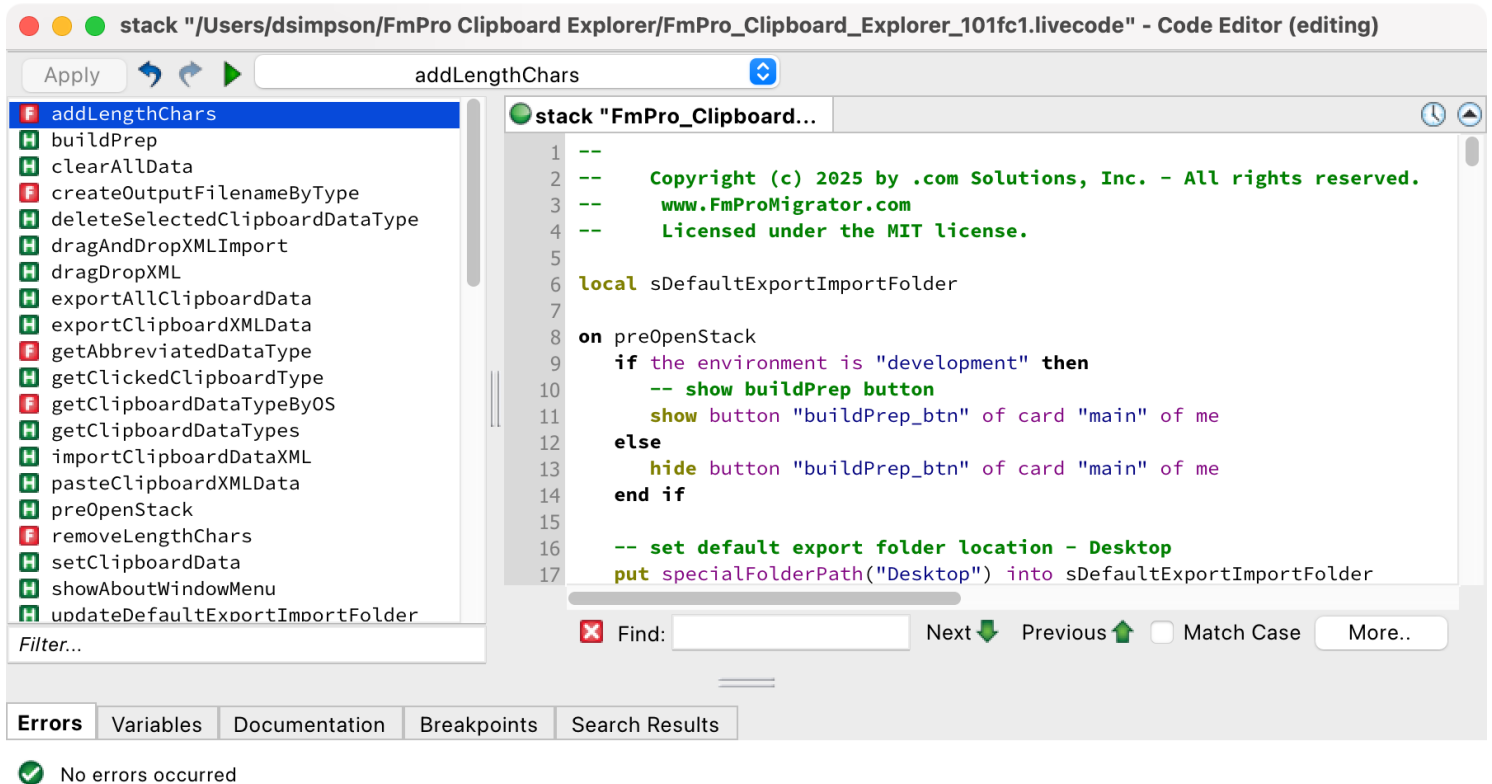 stack "/Users/dsimpson/FmPro Clipboard Explorer/FmPro_Clipboard_Explorer_101fc1.livecode" - Code Editor (editing)
Apply
addLengthChars
F addLengthChars
H buildPrep
H clearAllData
F createOutputFilenameByType
H deleteSelectedClipboardDataType
H dragAndDropXMLImport
H dragDropXML
H exportAllClipboardData
H exportClipboardXMLData
F getAbbreviatedDataType
H getClickedClipboardType
F getClipboardDataTypeByOS
H getClipboardDataTypes
H importClipboardDataXML
H pasteClipboardXMLData
H preOpenStack
F removeLengthChars
H setClipboardData
H showAboutWindowMenu
H updateDefaultExportImportFolder
Filter...
stack "FmPro_Clipboard...
1 --
2 --    Copyright (c) 2025 by .com Solutions, Inc. - All rights reserved.
3 --     www.FmProMigrator.com
4 --     Licensed under the MIT license.
5
6 local sDefaultExportImportFolder
7
8 on preOpenStack
9    if the environment is "development" then
10       -- show buildPrep button
11       show button "buildPrep_btn" of card "main" of me
12    else
13       hide button "buildPrep_btn" of card "main" of me
14    end if
15
16    -- set default export folder location - Desktop
17    put specialFolderPath("Desktop") into sDefaultExportImportFolder
Find: Next Previous Match Case More..
Errors Variables Documentation Breakpoints Search Results
No errors occurred